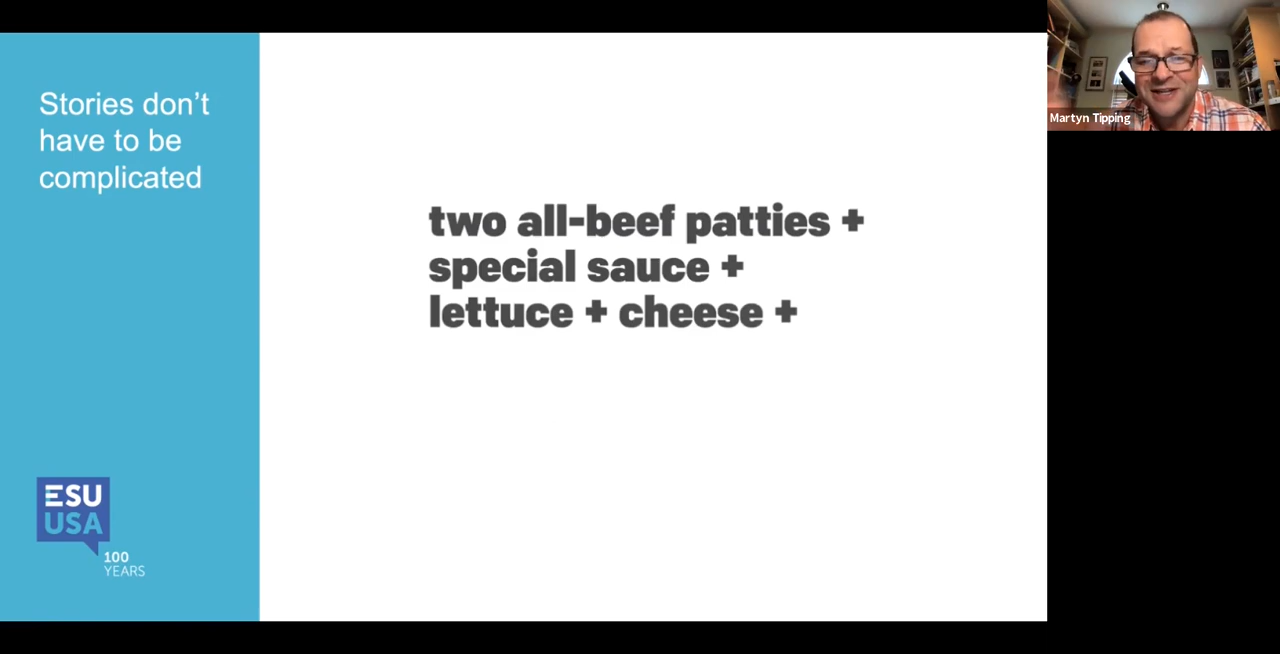 Stories don’t
have to be
complicated
two all-beef patties +
special sauce +
lettuce + cheese +
ESU
USA
100
YEARS
Martyn Tipping